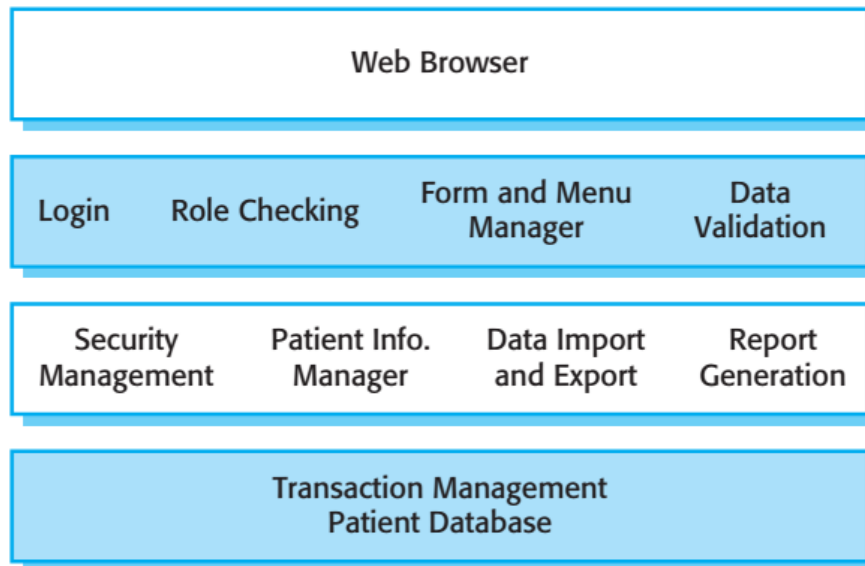 Web Browser
Login
Role Checking
Form and Menu
Manager
Data
Validation
Security
Management
Patient Info.
Manager
Data Import
and Export
Report
Generation
Transaction Management
Patient Database